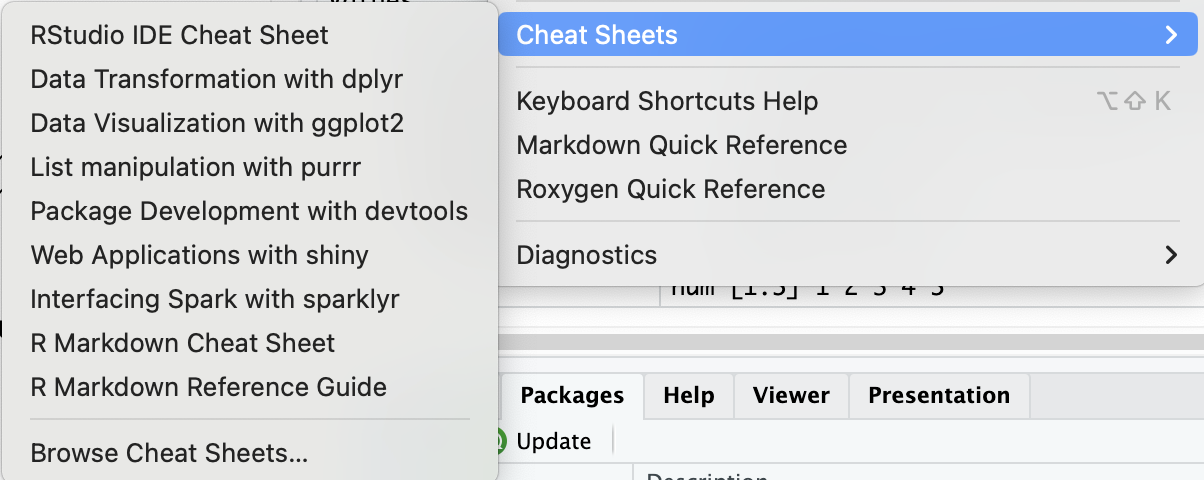 RStudio IDE Cheat Sheet
Data Transformation with dplyr
Data Visualization with ggplot2
List manipulation with purrr
Package Development with devtools
Web Applications with shiny
Interfacing Spark with sparklyr
R Markdown Cheat Sheet
R Markdown Reference Guide
Browse Cheat Sheets...
Cheat Sheets
Keyboard Shortcuts Help ⌥⇧ K
Markdown Quick Reference
Roxygen Quick Reference
Diagnostics
num [1:5] 1 2 3 4 5
Packages Help Viewer Presentation
Update
Description